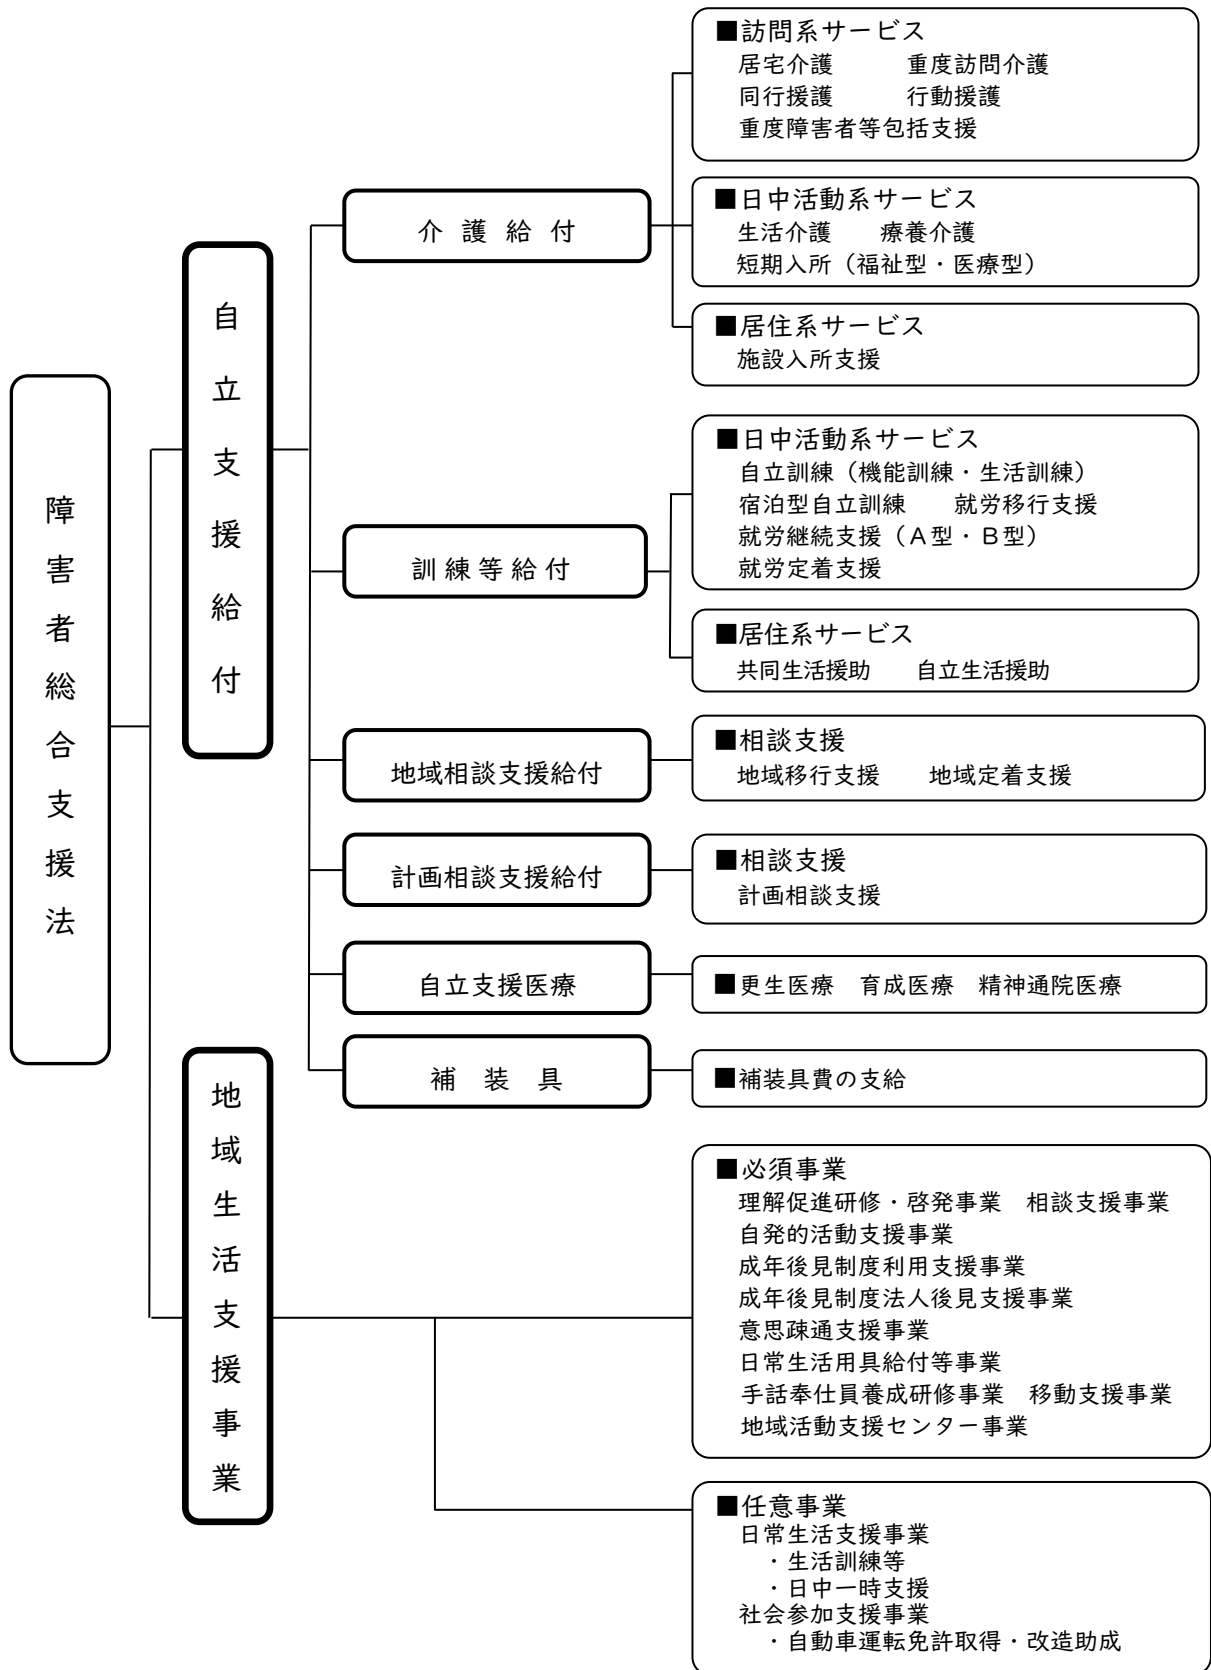 障害者総合支援法
自立支援給付
介護給付
■訪問系サービス
居宅介護　　　重度訪問介護
同行援護　　　行動援護
重度障害者等包括支援
■日中活動系サービス
生活介護　　療養介護
短期入所（福祉型・医療型）
■居住系サービス
施設入所支援
訓練等給付
■日中活動系サービス
自立訓練（機能訓練・生活訓練）
宿泊型自立訓練　　就労移行支援
就労継続支援（Ａ型・Ｂ型）
就労定着支援
■居住系サービス
共同生活援助　　自立生活援助
地域相談支援給付
■相談支援
地域移行支援　　地域定着支援
計画相談支援給付
■相談支援
計画相談支援
自立支援医療
■更生医療　育成医療　精神通院医療
補装具
■補装具費の支給
地域生活支援事業
■必須事業
理解促進研修・啓発事業　相談支援事業
自発的活動支援事業
成年後見制度利用支援事業
成年後見制度法人後見支援事業
意思疎通支援事業
日常生活用具給付等事業
手話奉仕員養成研修事業　移動支援事業
地域活動支援センター事業
■任意事業
日常生活支援事業
・生活訓練等
・日中一時支援
社会参加支援事業
・自動車運転免許取得・改造助成